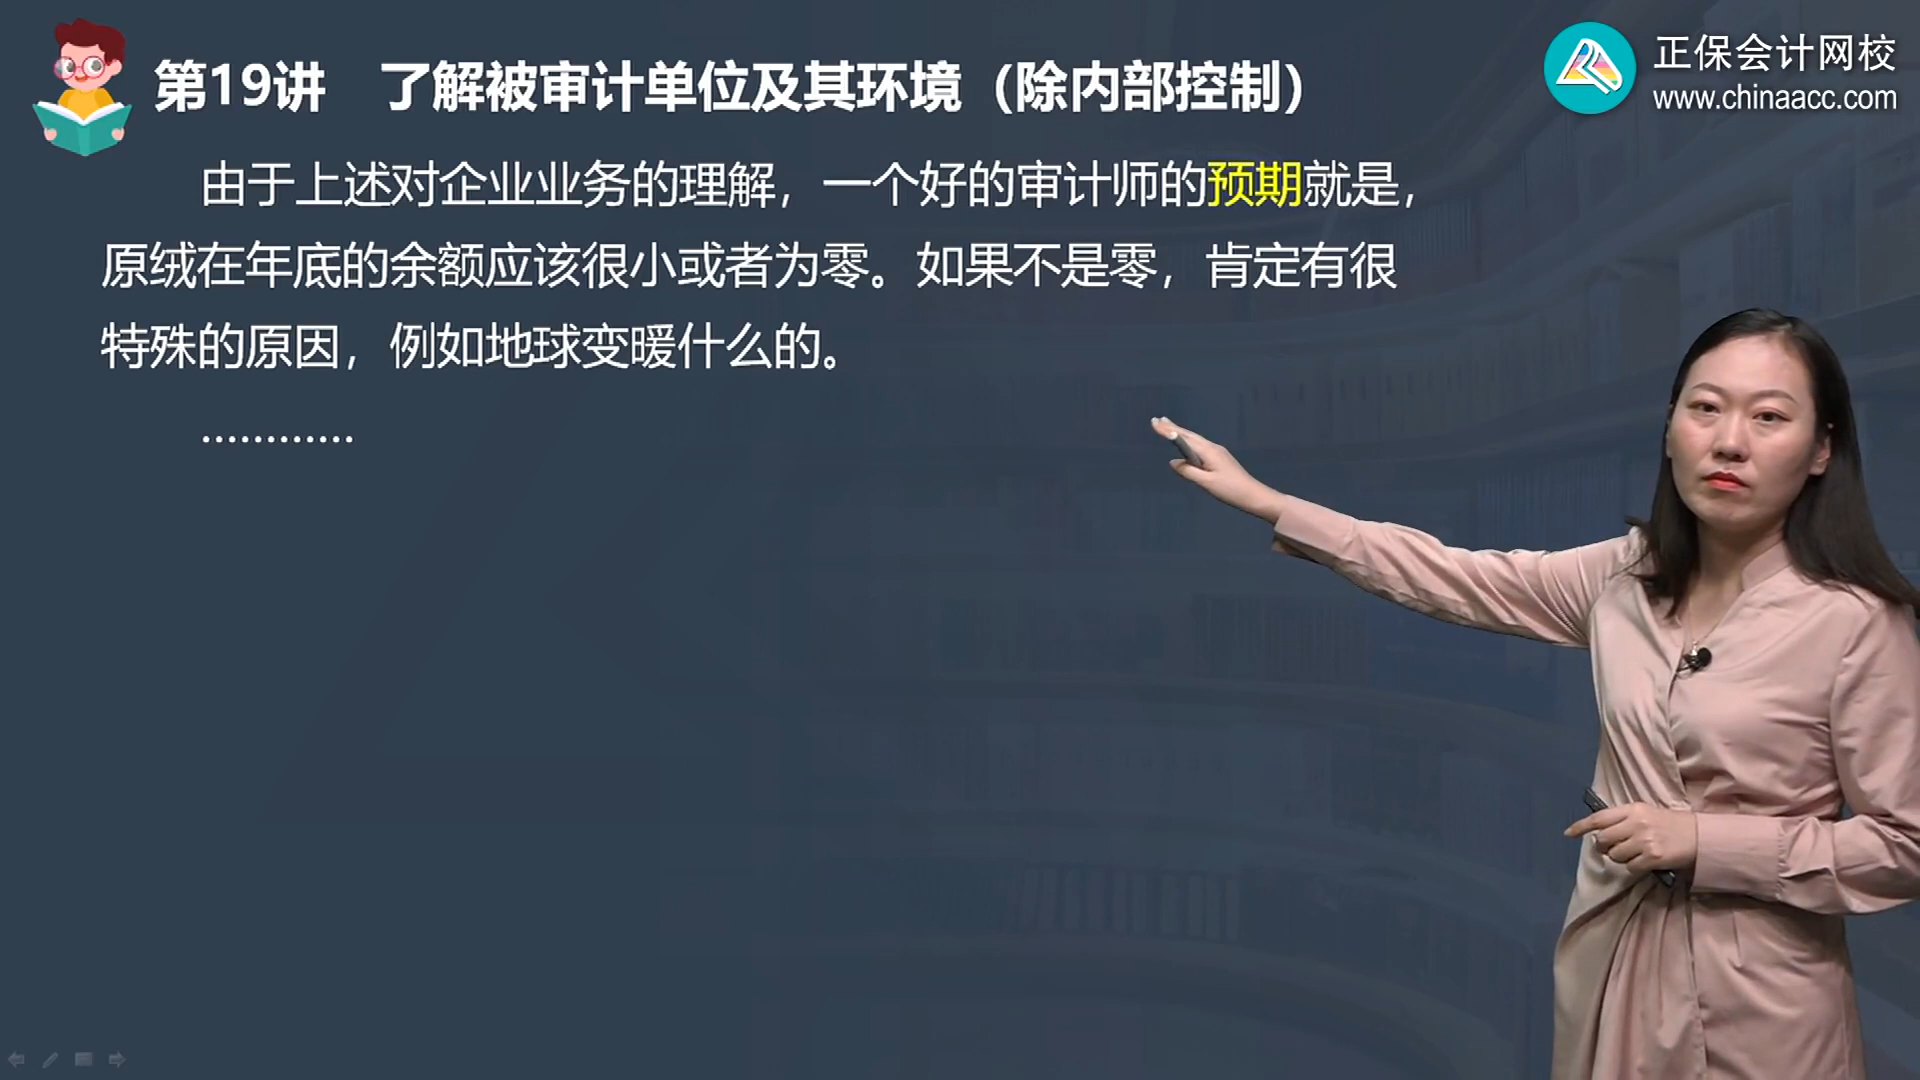 正保会计网校
www.chinaacc.com
第19讲 了解被审计单位及其环境（除内部控制）
由于上述对企业业务的理解，一个好的审计师的预期就是，
原绒在年底的余额应该很小或者为零。如果不是零，肯定有很
特殊的原因，例如地球变暖什么的。
…………